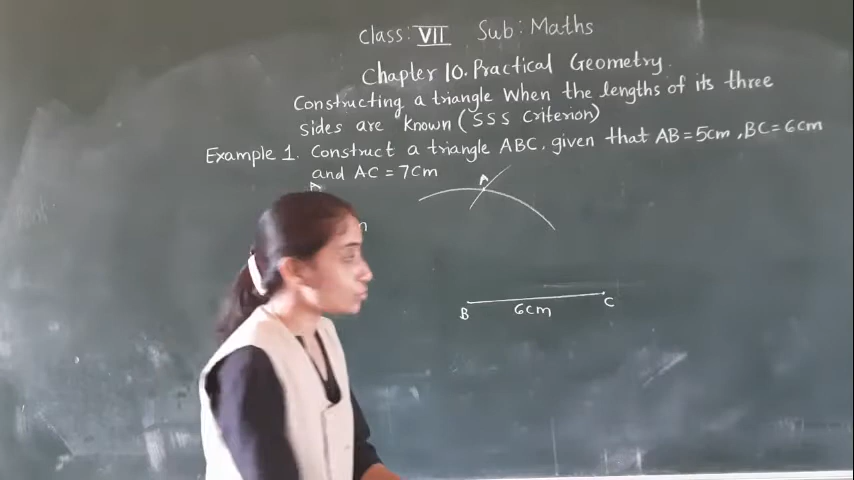 Class: VII Sub: Maths
Chapter 10. Practical Geometry
Constructing a triangle When the lengths of its three
sides are known (SSS Criterion)
Example 1. Construct a triangle ABC, given that AB = 5cm, BC = 6cm
and AC = 7Cm
A
A
B 6cm C